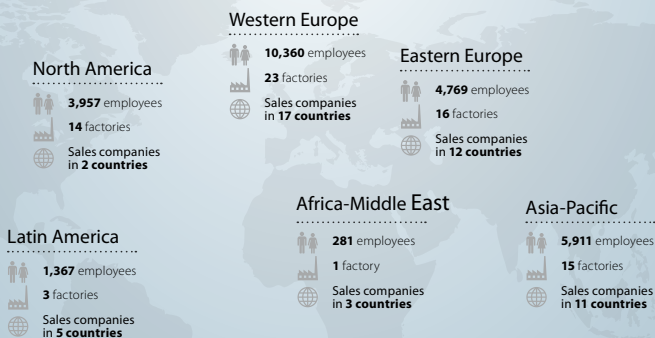 Western Europe
10,360 employees
23 factories
Sales companies
in 17 countries
Eastern Europe
4,769 employees
16 factories
Sales companies
in 12 countries
North America
3,957 employees
14 factories
Sales companies
in 2 countries
Africa-Middle East
281 employees
1 factory
Sales companies
in 3 countries
Asia-Pacific
5,911 employees
15 factories
Sales companies
in 11 countries
Latin America
1,367 employees
3 factories
Sales companies
in 5 countries